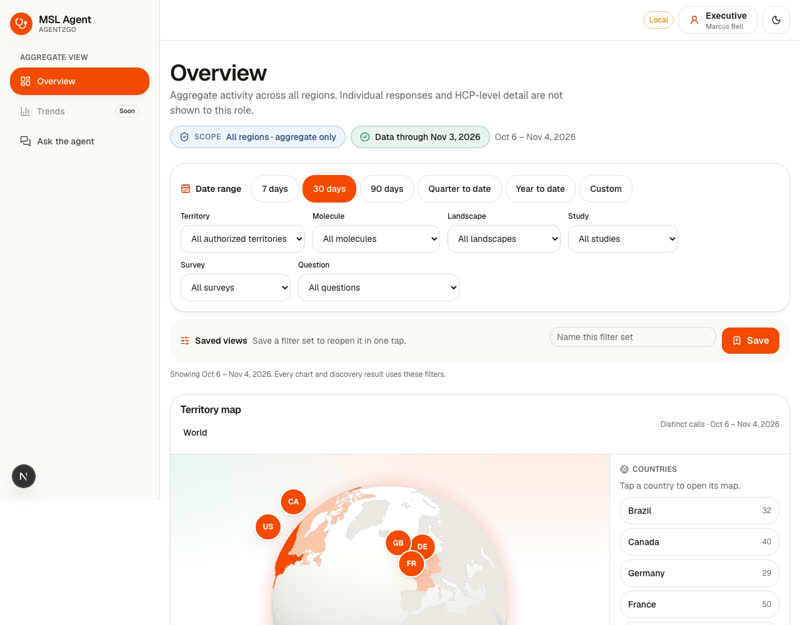 MSL Agent
AGENT2GO
Local
Executive
Marcus Bell
AGGREGATE VIEW
Overview
Trends
Soon
Ask the agent
Overview
Aggregate activity across all regions. Individual responses and HCP-level detail are not
shown to this role.
SCOPE All regions · aggregate only
Data through Nov 3, 2026
Oct 6 – Nov 4, 2026
Date range
7 days
30 days
90 days
Quarter to date
Year to date
Custom
Territory
Molecule
Landscape
Study
All authorized territories
All molecules
All landscapes
All studies
Survey
Question
All surveys
All questions
Saved views Save a filter set to reopen it in one tap.
Name this filter set
Save
Showing Oct 6 – Nov 4, 2026. Every chart and discovery result uses these filters.
Territory map
Distinct calls · Oct 6 – Nov 4, 2026
World
COUNTRIES
Tap a country to open its map.
Brazil 32
Canada 40
Germany 29
France 50
CA
US
GB
DE
FR
N